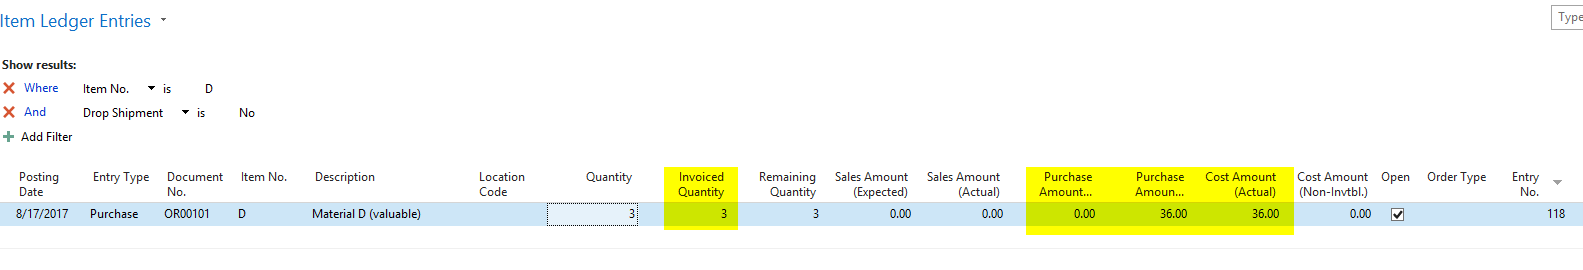 Item Ledger Entries
Type
Show results:
Where Item No. is D
And Drop Shipment is No
Add Filter
Posting Date Entry Type Document No. Item No. Description Location Code Quantity Invoiced Quantity Remaining Quantity Sales Amount (Expected) Sales Amount (Actual) Purchase Amount... Purchase Amoun... Cost Amount (Actual) Cost Amount (Non-Invtbl.) Open Order Type Entry No.
8/17/2017 Purchase OR00101 D Material D (valuable) 3 3 3 0.00 0.00 0.00 36.00 36.00 0.00 118